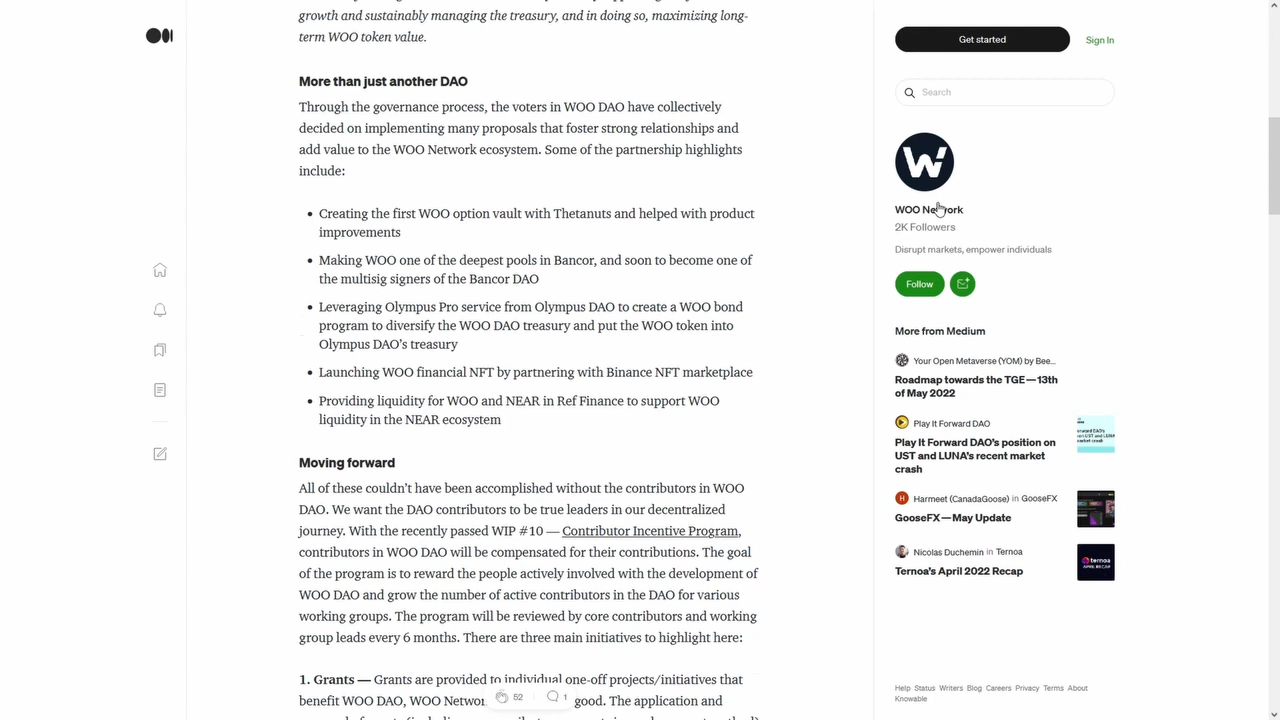 growth and sustainably managing the treasury, and in doing so, maximizing long-
term WOO token value.
More than just another DAO
Through the governance process, the voters in WOO DAO have collectively
decided on implementing many proposals that foster strong relationships and
add value to the WOO Network ecosystem. Some of the partnership highlights
include:
• Creating the first WOO option vault with Thetanuts and helped with product
improvements
• Making WOO one of the deepest pools in Bancor, and soon to become one of
the multisig signers of the Bancor DAO
• Leveraging Olympus Pro service from Olympus DAO to create a WOO bond
program to diversify the WOO DAO treasury and put the WOO token into
Olympus DAO's treasury
• Launching WOO financial NFT by partnering with Binance NFT marketplace
• Providing liquidity for WOO and NEAR in Ref Finance to support WOO
liquidity in the NEAR ecosystem
Moving forward
All of these couldn't have been accomplished without the contributors in WOO
DAO. We want the DAO contributors to be true leaders in our decentralized
journey. With the recently passed WIP #10 — Contributor Incentive Program,
contributors in WOO DAO will be compensated for their contributions. The goal
of the program is to reward the people actively involved with the development of
WOO DAO and grow the number of active contributors in the DAO for various
working groups. The program will be reviewed by core contributors and working
group leads every 6 months. There are three main initiatives to highlight here:
1. Grants — Grants are provided to individual one-off projects/initiatives that
benefit WOO DAO, WOO Networ good. The application and
52 1
Get started Sign In
Search
W
WOO Network
2K Followers
Disrupt markets, empower individuals
Follow
More from Medium
Your Open Metaverse (YOM) by Bee...
Roadmap towards the TGE — 13th
of May 2022
Play It Forward DAO
Play It Forward DAO's position on
UST and LUNA's recent market
crash
H Harmeet (CanadaGoose) in GooseFX
GooseFX — May Update
Nicolas Duchemin in Ternoa
Ternoa's April 2022 Recap
ternoa
APRIL RECAP
Help Status Writers Blog Careers Privacy Terms About
Knowable